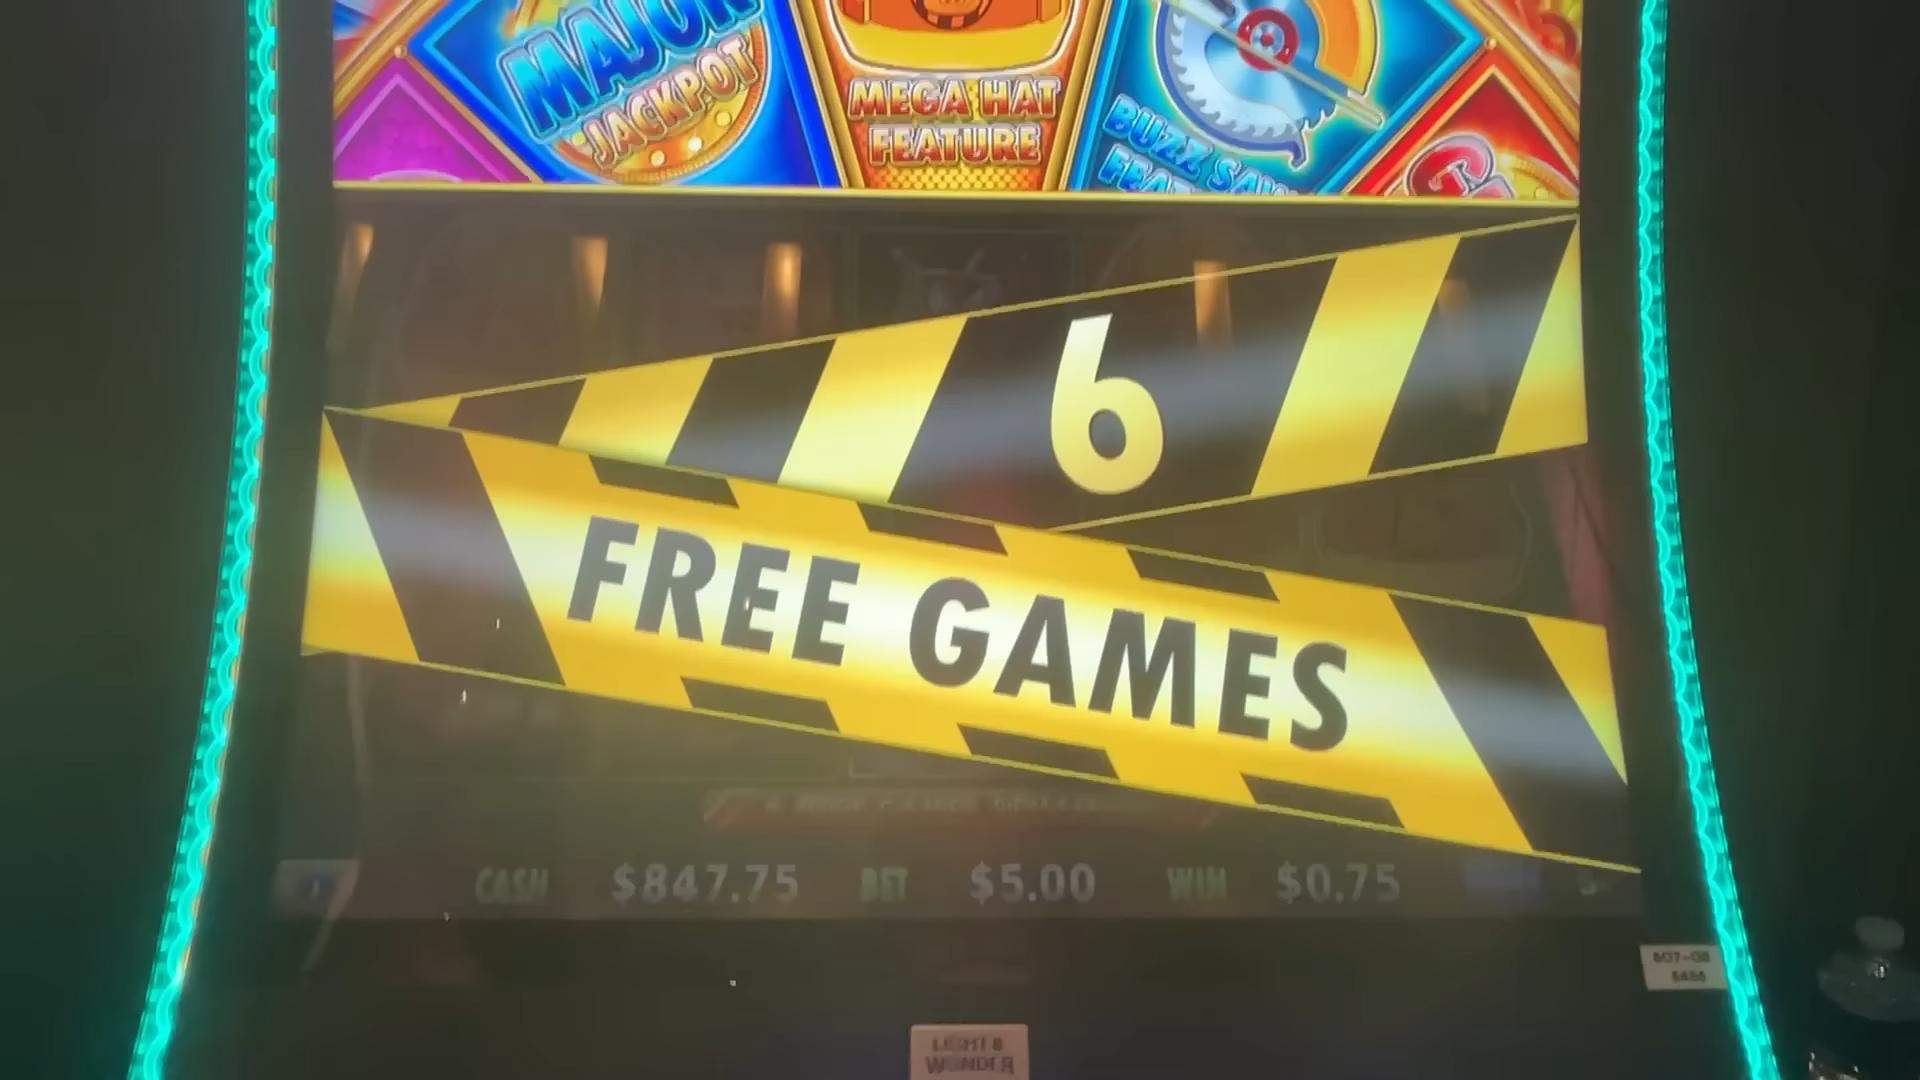 MAJOR
JACKPOT
MEGA HAT
FEATURE
BUZZ SAW
6
FREE GAMES
CASH $847.75 BET $5.00 WIN $0.75
LIGHT &
WONDER